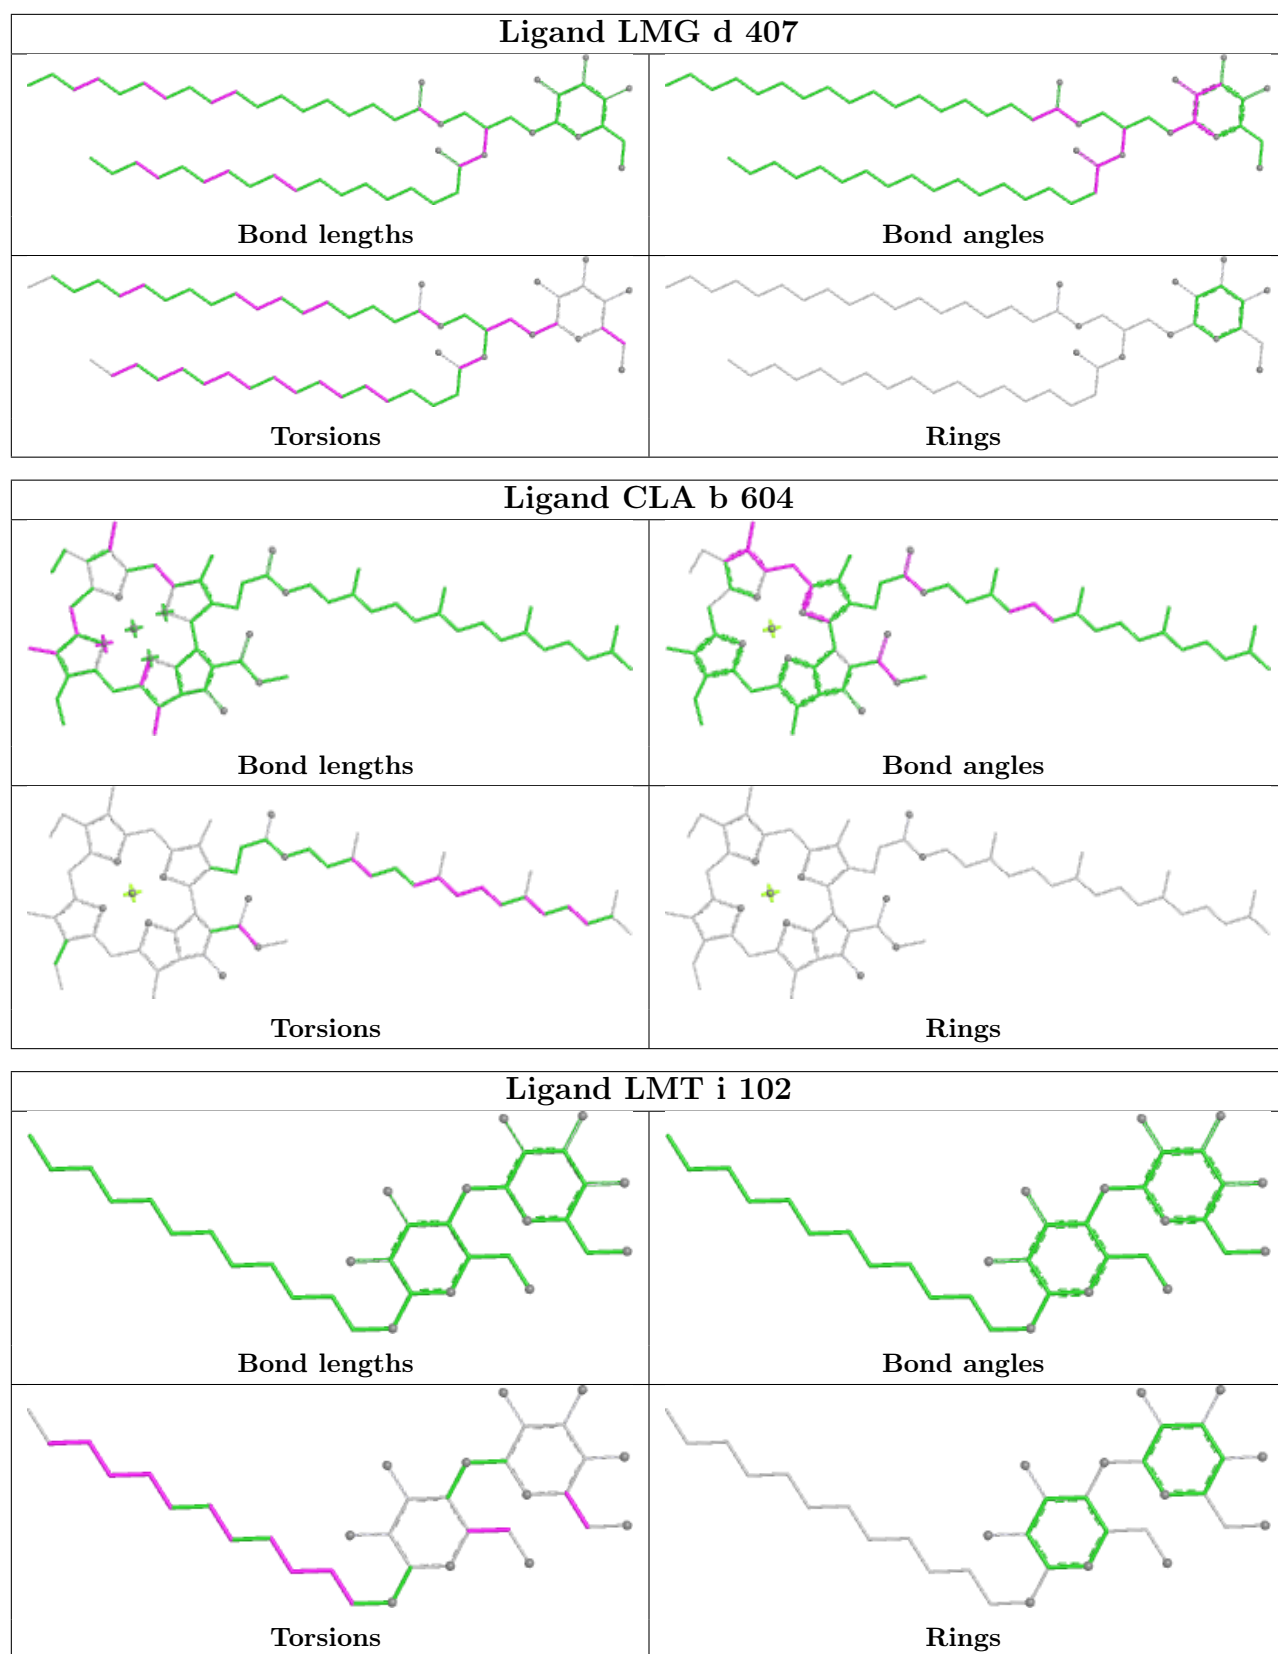 Ligand LMG d 407
Bond lengths
Bond angles
Torsions
Rings
Ligand CLA b 604
Bond lengths
Bond angles
Torsions
Rings
Ligand LMT i 102
Bond lengths
Bond angles
Torsions
Rings